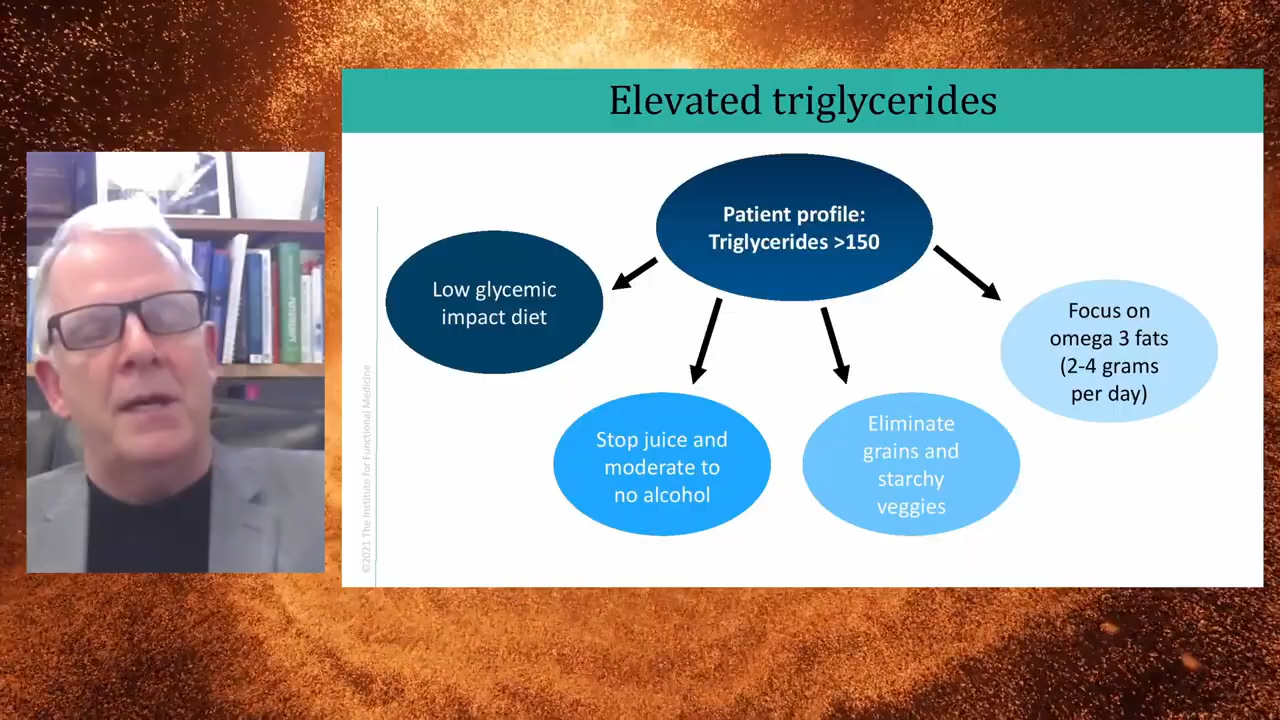 Elevated triglycerides
Patient profile:
Triglycerides >150
Low glycemic
impact diet
Stop juice and
moderate to
no alcohol
Eliminate
grains and
starchy
veggies
Focus on
omega 3 fats
(2-4 grams
per day)
©2021 The Institute for Functional Medicine